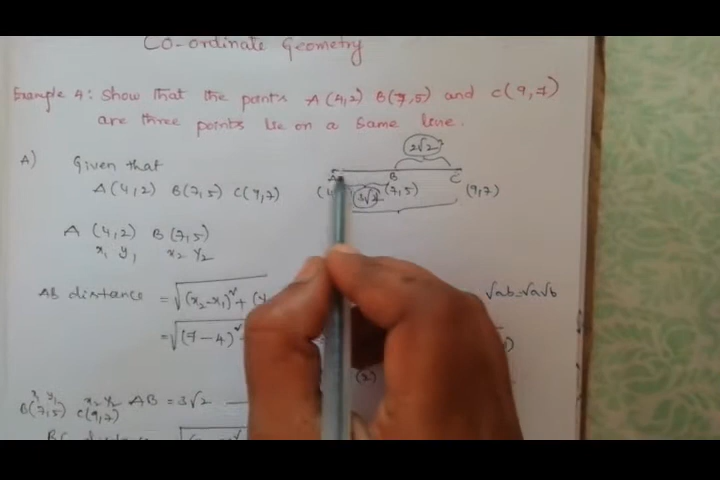 Co-ordinate Geometry
Example 4: Show that the points A(4,2) B(7,5) and C(9,7)
are three points lie on a same line.
A) Given that
2√2
A B C
A(4,2) B(7,5) C(9,7)
3√2 (7,5) (9,7)
A (4,2) B(7,5)
x₁ y₁ x₂ y₂
AB distance = √(x₂-x₁)² + (y √ab=√a√b
= √(7-4)²
(2)
x₁ y₁ x₂ y₂
B(7,5) C(9,7) AB = 3√2
BC distance